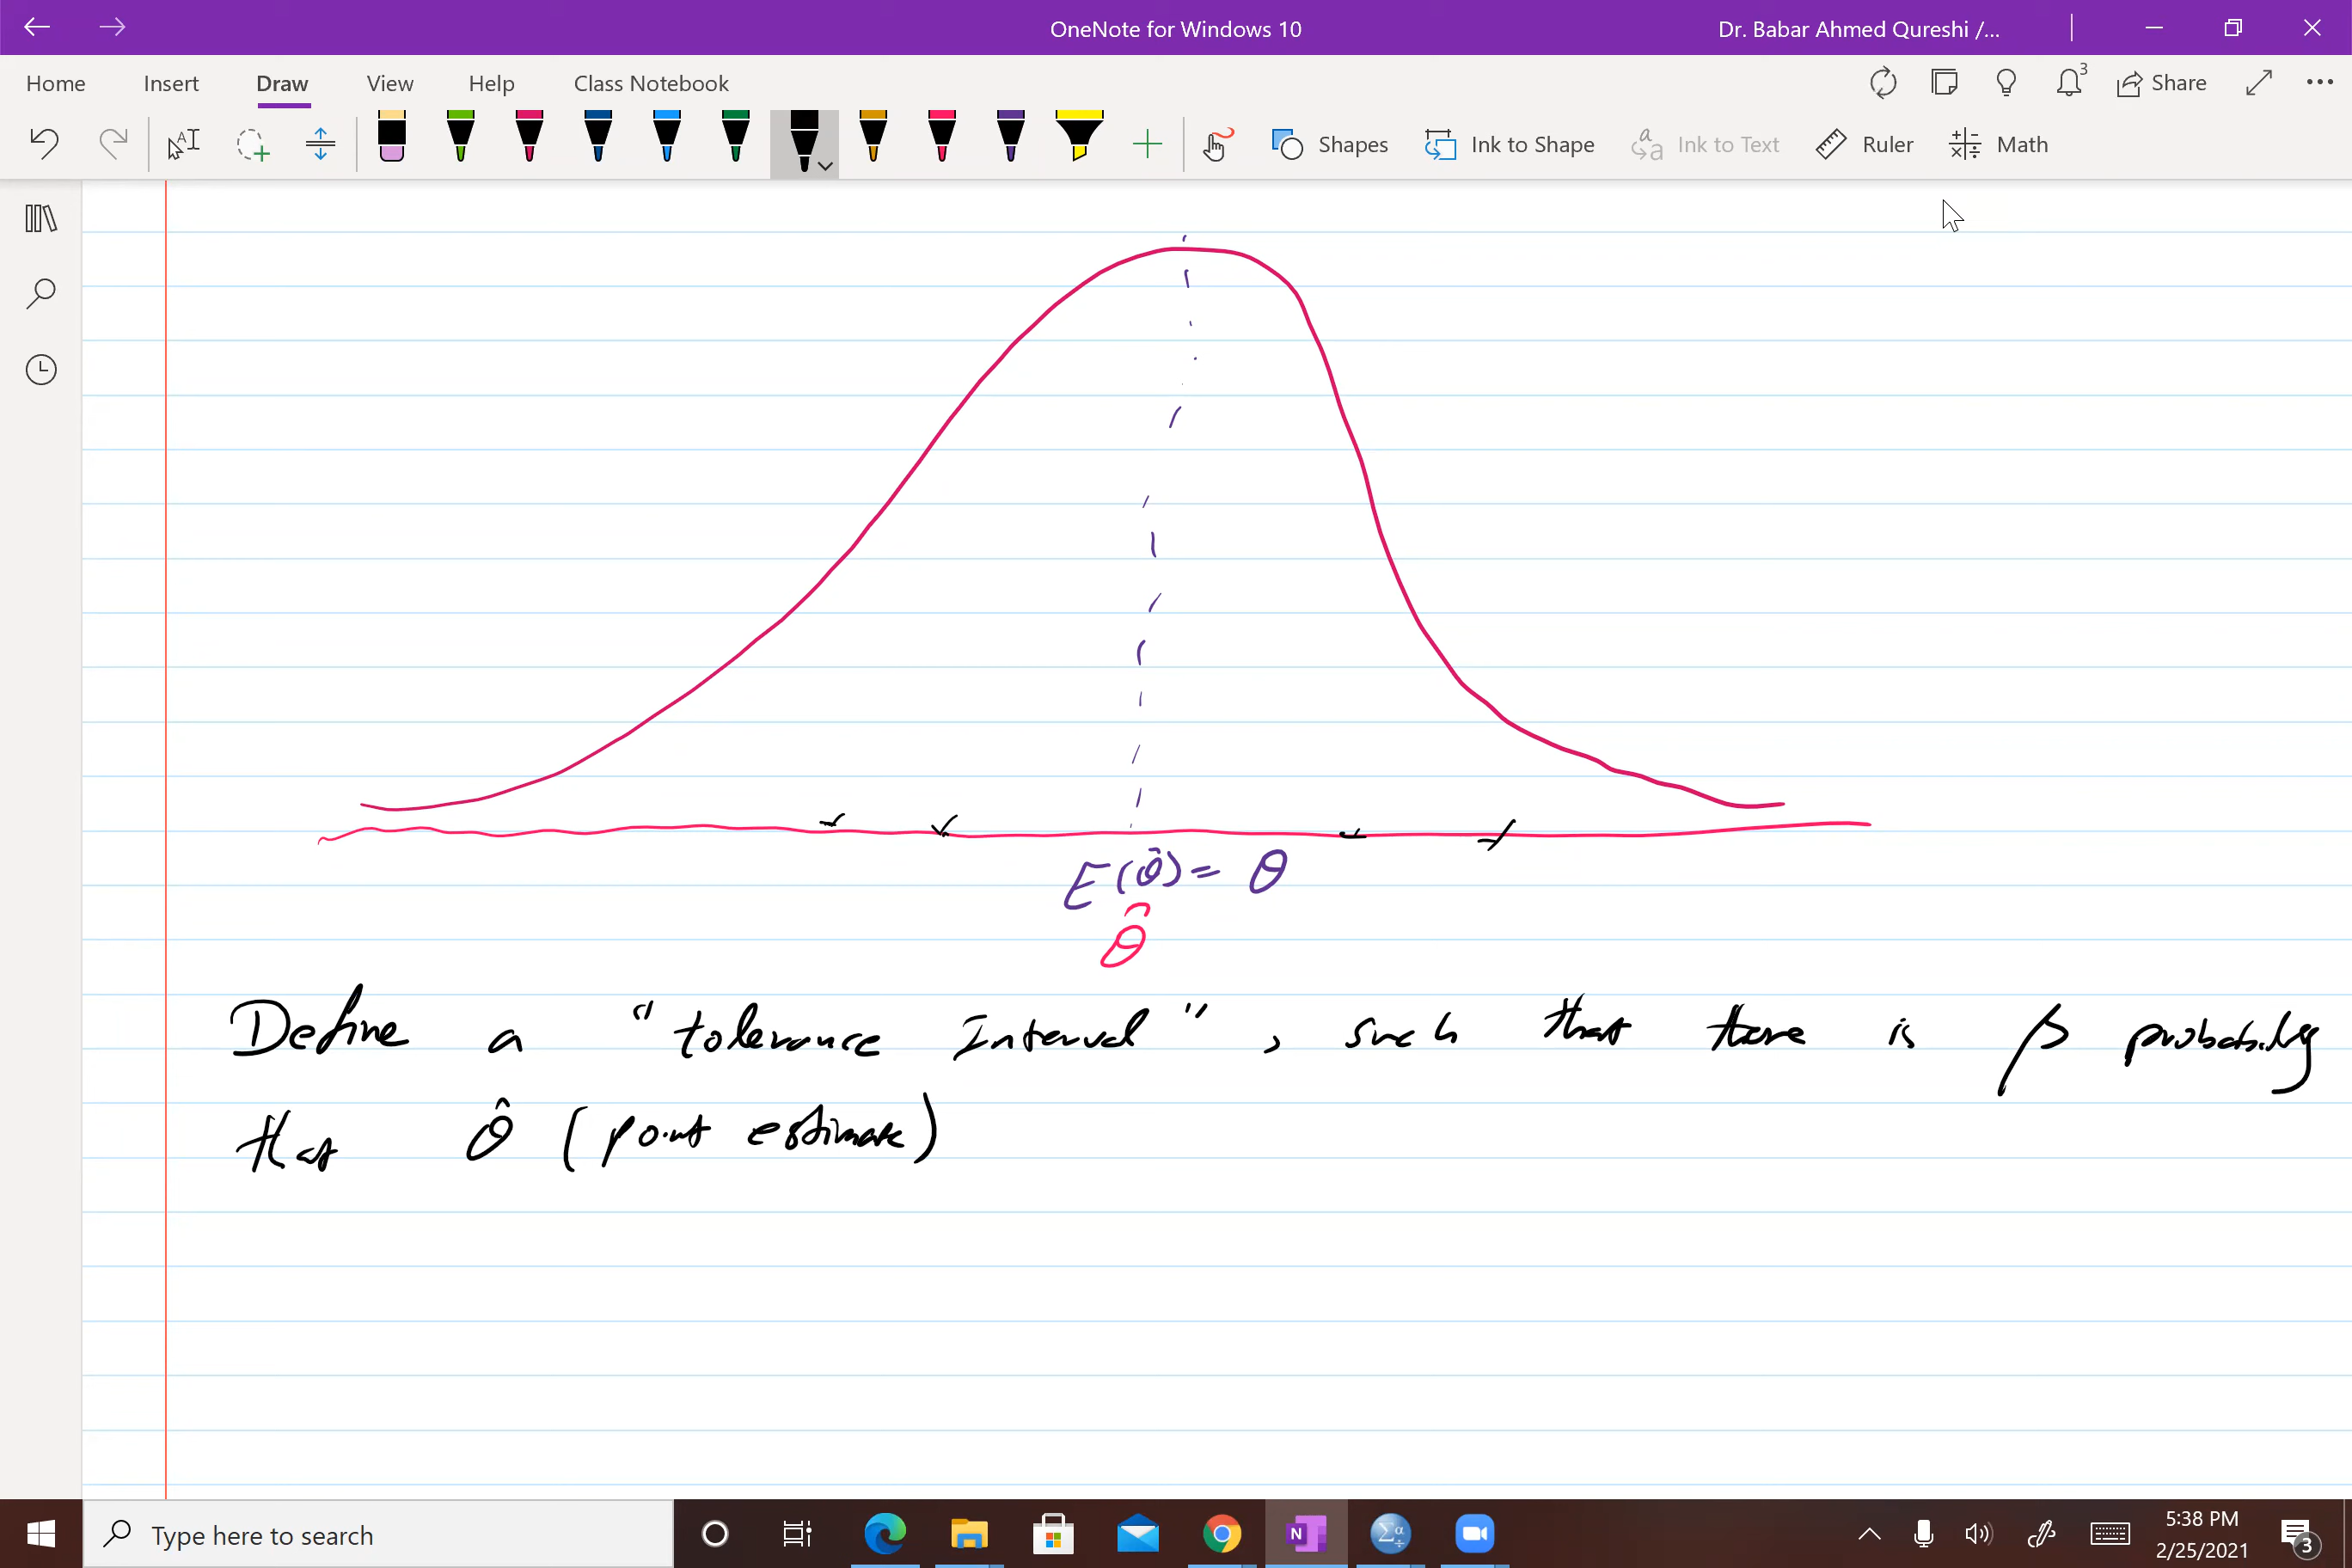 OneNote for Windows 10
Dr. Babar Ahmed Qureshi /...
Home Insert Draw View Help Class Notebook
3
Share
Shapes Ink to Shape Ink to Text Ruler Math
E(θ̂) = θ
θ̂
Define a "tolerance Interval", such that there is β probability
that θ̂ (point estimate)
Type here to search
5:38 PM
2/25/2021
3